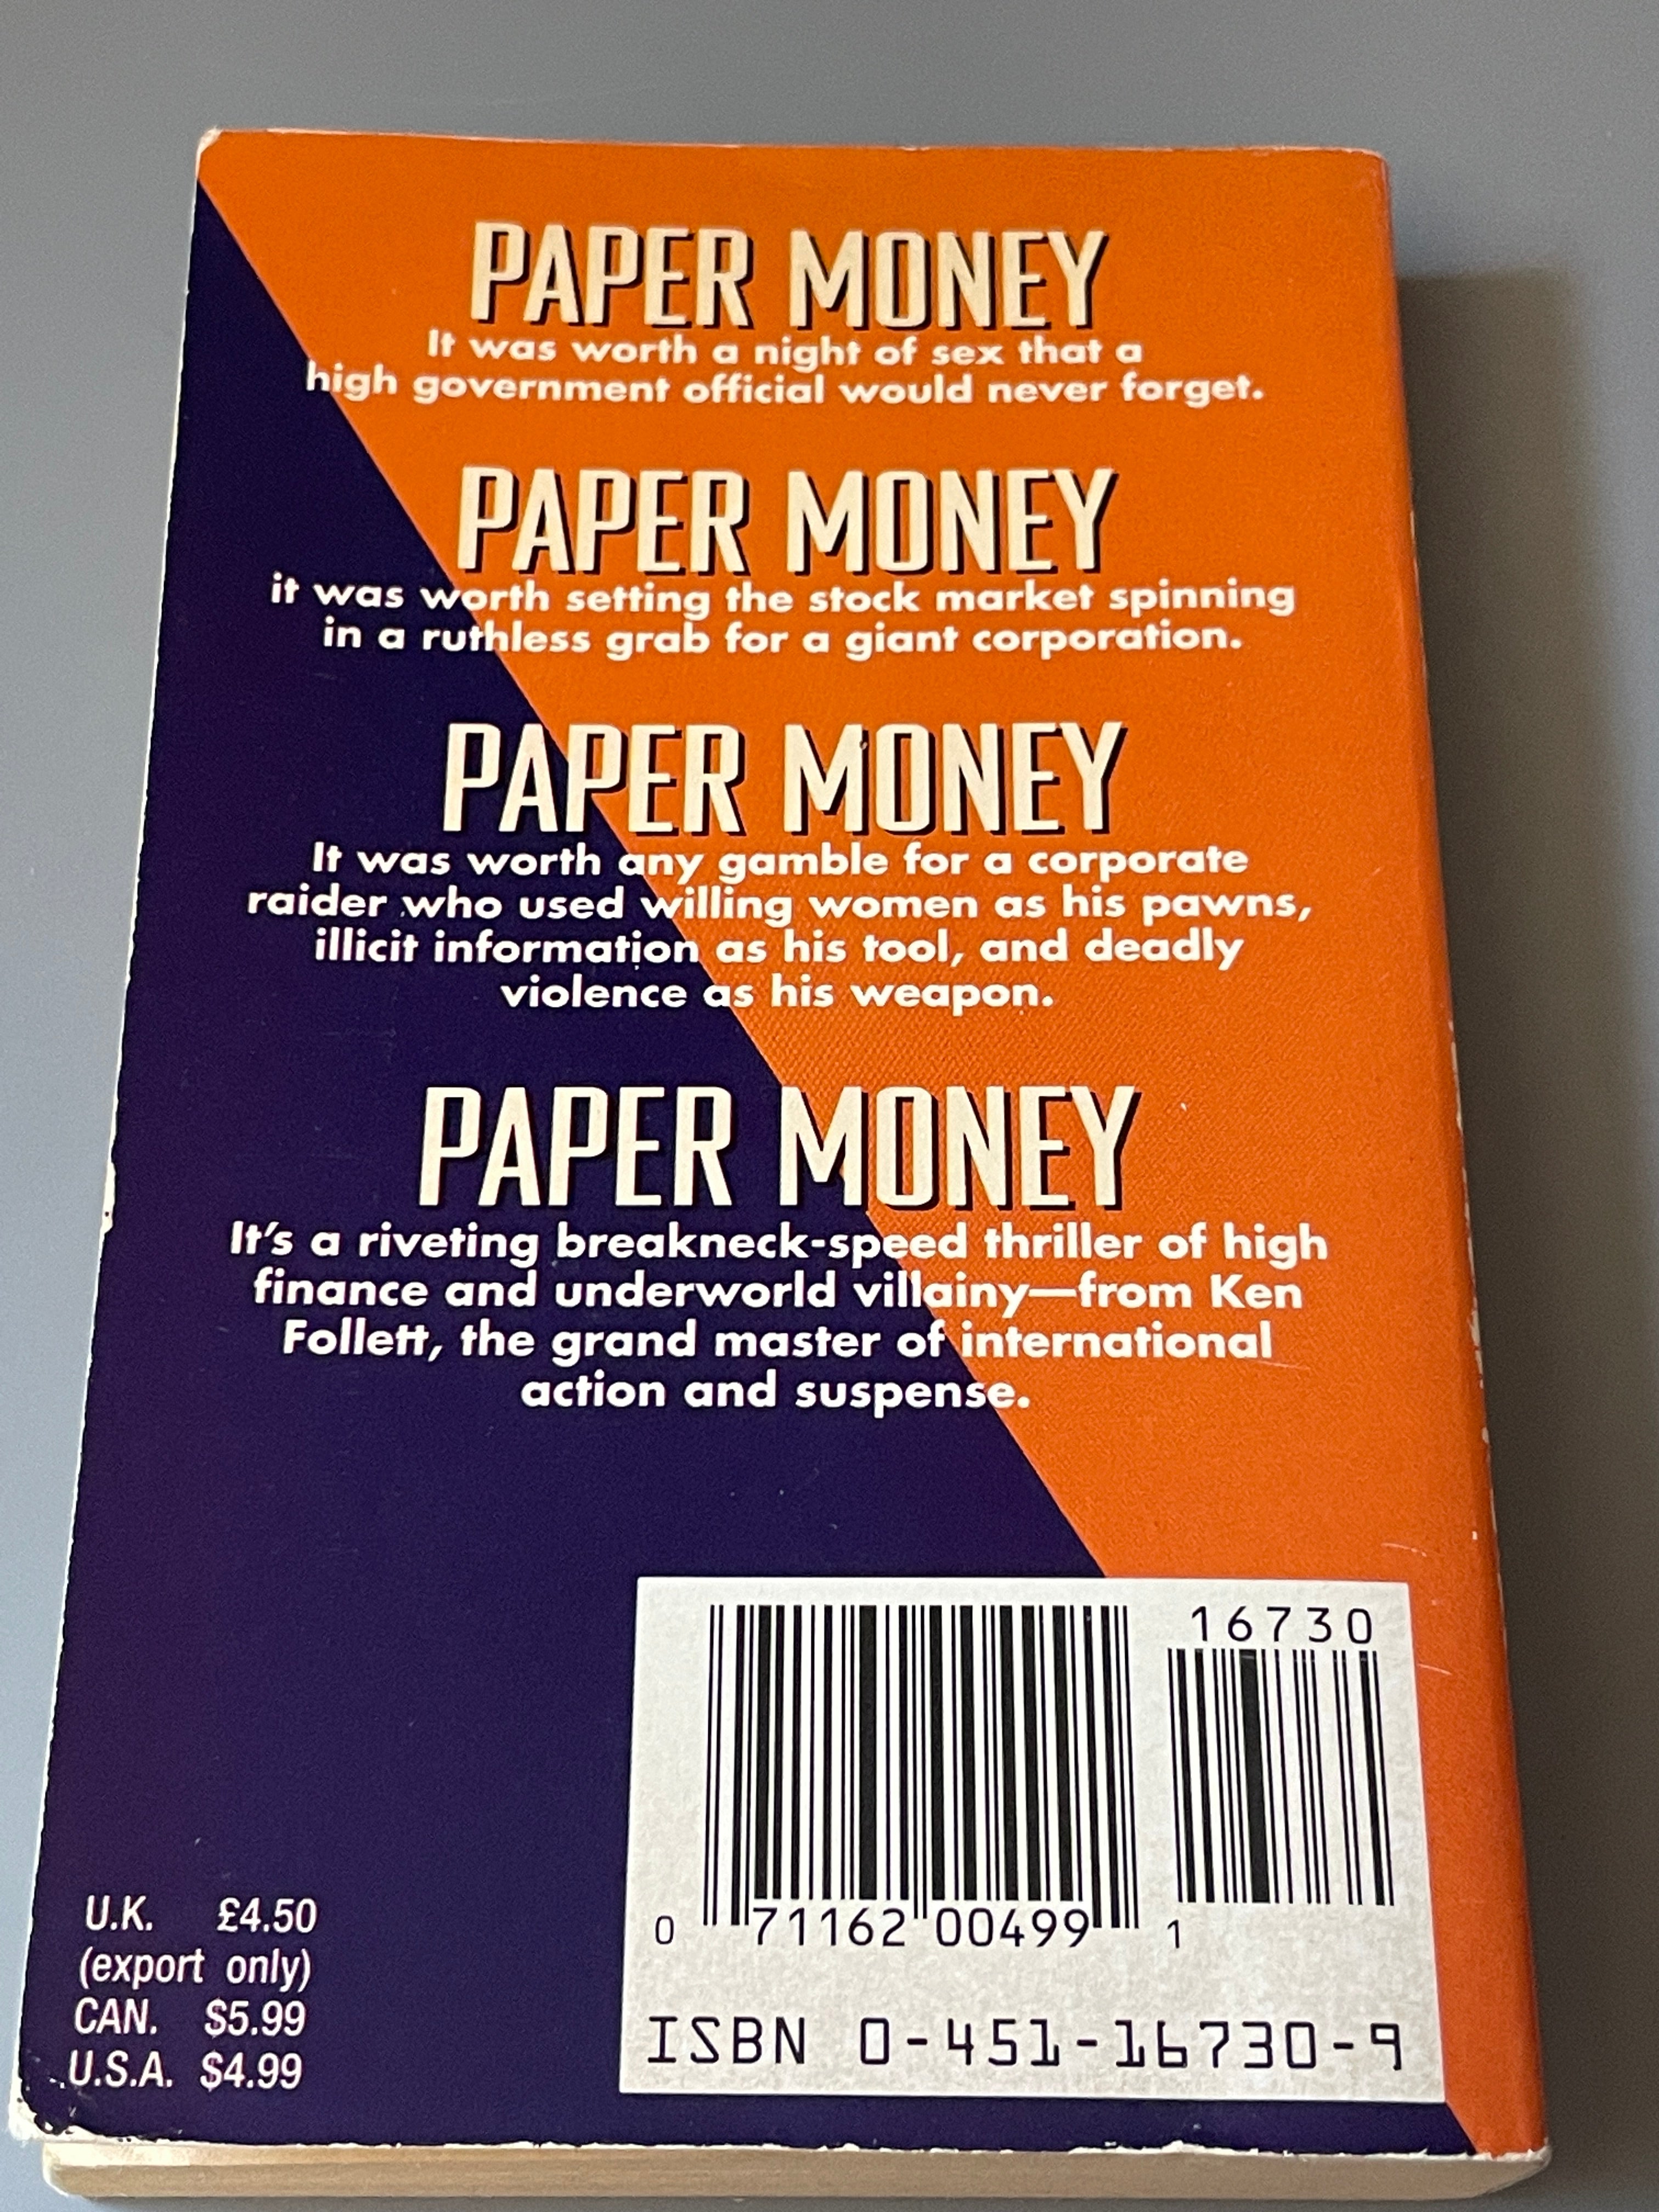 PAPER MONEY
It was worth a night of sex that a
high government official would never forget.
PAPER MONEY
it was worth setting the stock market spinning
in a ruthless grab for a giant corporation.
PAPER MONEY
It was worth any gamble for a corporate
raider who used willing women as his pawns,
illicit information as his tool, and deadly
violence as his weapon.
PAPER MONEY
It's a riveting breakneck-speed thriller of high
finance and underworld villainy—from Ken
Follett, the grand master of international
action and suspense.
U.K. £4.50
(export only)
CAN. $5.99
U.S.A. $4.99
16730
0 71162 00499 1
ISBN 0-451-16730-9